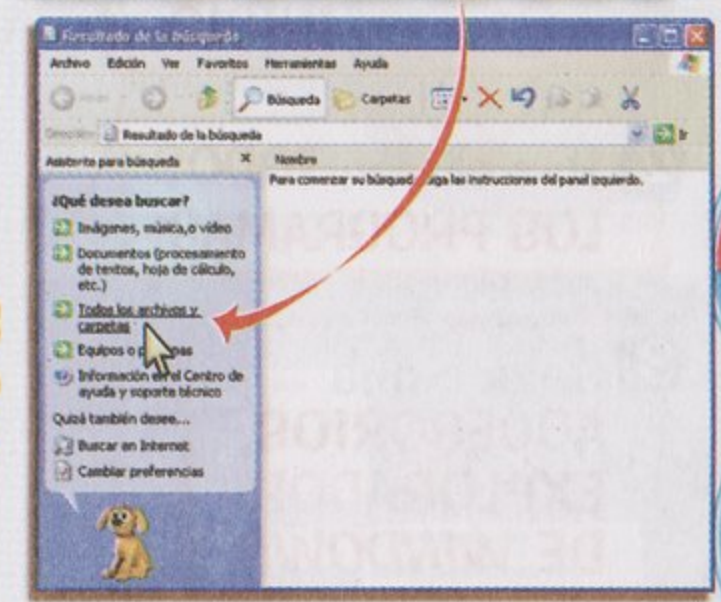 Resultado de la búsqueda
Archivo Edición Ver Favoritos Herramientas Ayuda
Búsqueda Carpetas
Resultado de la búsqueda Ir
Asistente para búsqueda Nombre
Para comenzar su búsqueda las instrucciones del panel izquierdo.
¿Qué desea buscar?
Imágenes, música, o vídeo
Documentos (procesamiento
de textos, hoja de cálculo,
etc.)
Todos los archivos y
carpetas
Equipos o
Información en el Centro de
ayuda y soporte técnico
Quizá también desee...
Buscar en Internet
Cambiar preferencias